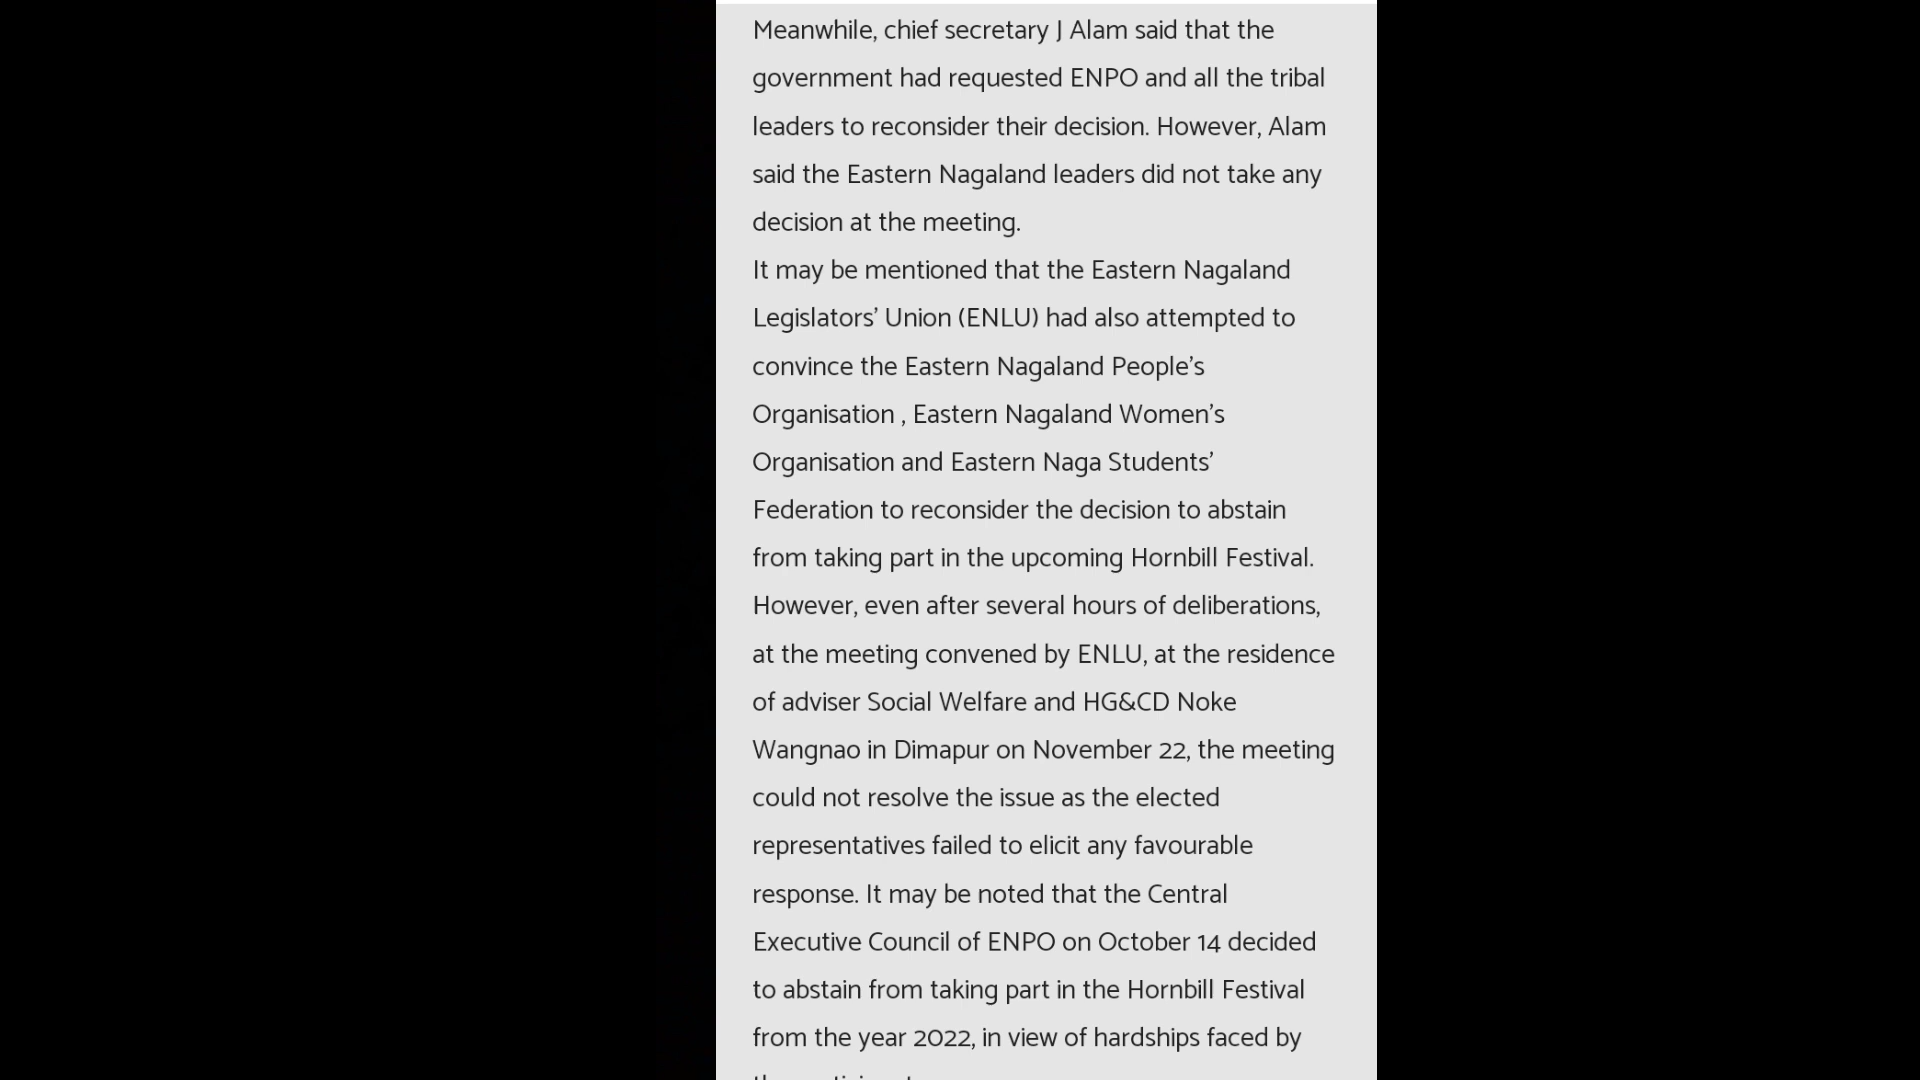 Meanwhile, chief secretary J Alam said that the
government had requested ENPO and all the tribal
leaders to reconsider their decision. However, Alam
said the Eastern Nagaland leaders did not take any
decision at the meeting.
It may be mentioned that the Eastern Nagaland
Legislators’ Union (ENLU) had also attempted to
convince the Eastern Nagaland People’s
Organisation , Eastern Nagaland Women’s
Organisation and Eastern Naga Students’
Federation to reconsider the decision to abstain
from taking part in the upcoming Hornbill Festival.
However, even after several hours of deliberations,
at the meeting convened by ENLU, at the residence
of adviser Social Welfare and HG&CD Noke
Wangnao in Dimapur on November 22, the meeting
could not resolve the issue as the elected
representatives failed to elicit any favourable
response. It may be noted that the Central
Executive Council of ENPO on October 14 decided
to abstain from taking part in the Hornbill Festival
from the year 2022, in view of hardships faced by